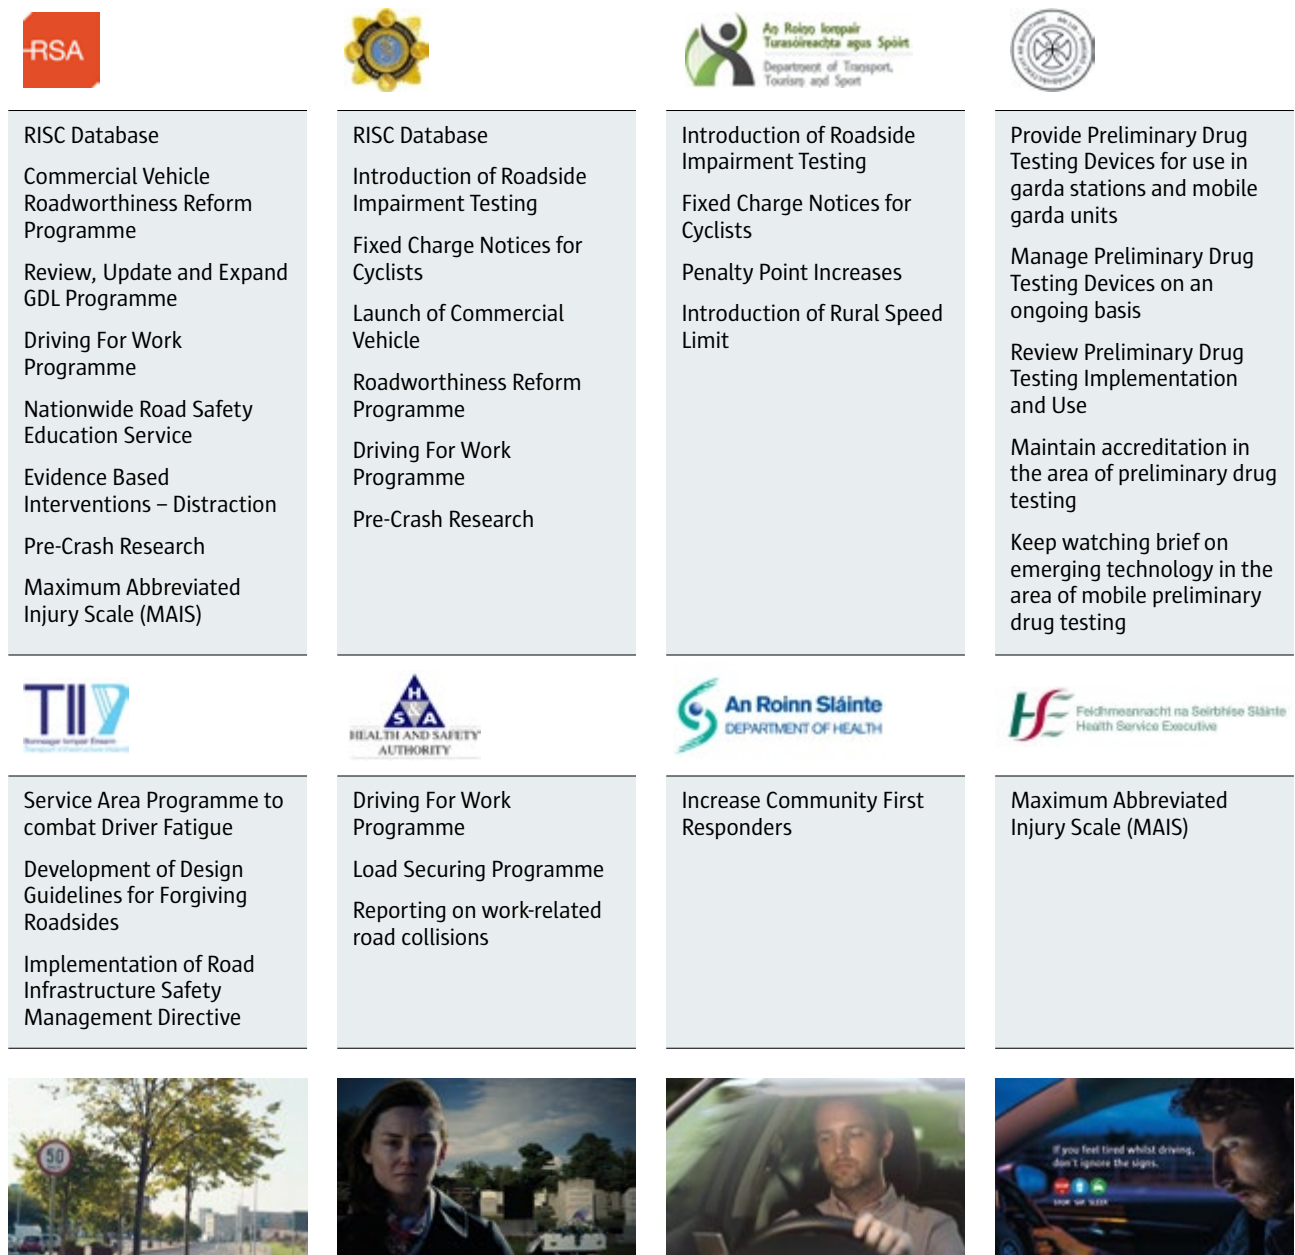 RSA
An Roinn Iompair
Turasóireachta agus Spóirt
Department of Transport,
Tourism and Sport
RISC Database
Commercial Vehicle
Roadworthiness Reform
Programme
Review, Update and Expand
GDL Programme
Driving For Work
Programme
Nationwide Road Safety
Education Service
Evidence Based
Interventions – Distraction
Pre-Crash Research
Maximum Abbreviated
Injury Scale (MAIS)
RISC Database
Introduction of Roadside
Impairment Testing
Fixed Charge Notices for
Cyclists
Launch of Commercial
Vehicle
Roadworthiness Reform
Programme
Driving For Work
Programme
Pre-Crash Research
Introduction of Roadside
Impairment Testing
Fixed Charge Notices for
Cyclists
Penalty Point Increases
Introduction of Rural Speed
Limit
Provide Preliminary Drug
Testing Devices for use in
garda stations and mobile
garda units
Manage Preliminary Drug
Testing Devices on an
ongoing basis
Review Preliminary Drug
Testing Implementation
and Use
Maintain accreditation in
the area of preliminary drug
testing
Keep watching brief on
emerging technology in the
area of mobile preliminary
drug testing
TII
Bonneagar Iompair Éireann
Transport Infrastructure Ireland
H
&
S A
HEALTH AND SAFETY
AUTHORITY
An Roinn Sláinte
DEPARTMENT OF HEALTH
Feidhmeannacht na Seirbhíse Sláinte
Health Service Executive
Service Area Programme to
combat Driver Fatigue
Development of Design
Guidelines for Forgiving
Roadsides
Implementation of Road
Infrastructure Safety
Management Directive
Driving For Work
Programme
Load Securing Programme
Reporting on work-related
road collisions
Increase Community First
Responders
Maximum Abbreviated
Injury Scale (MAIS)
50
If you feel tired whilst driving,
don't ignore the signs.
STOP SIP SLEEP